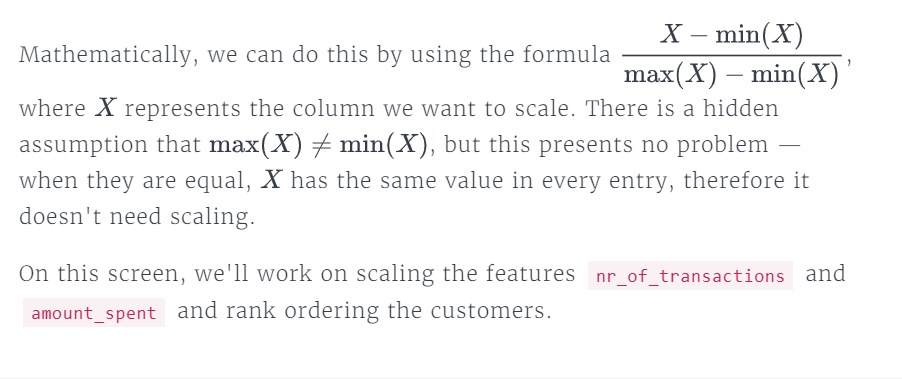 Mathematically, we can do this by using the formula X − min(X) / max(X) − min(X),
where X represents the column we want to scale. There is a hidden
assumption that max(X) ≠ min(X), but this presents no problem —
when they are equal, X has the same value in every entry, therefore it
doesn't need scaling.
On this screen, we'll work on scaling the features nr_of_transactions and
amount_spent and rank ordering the customers.